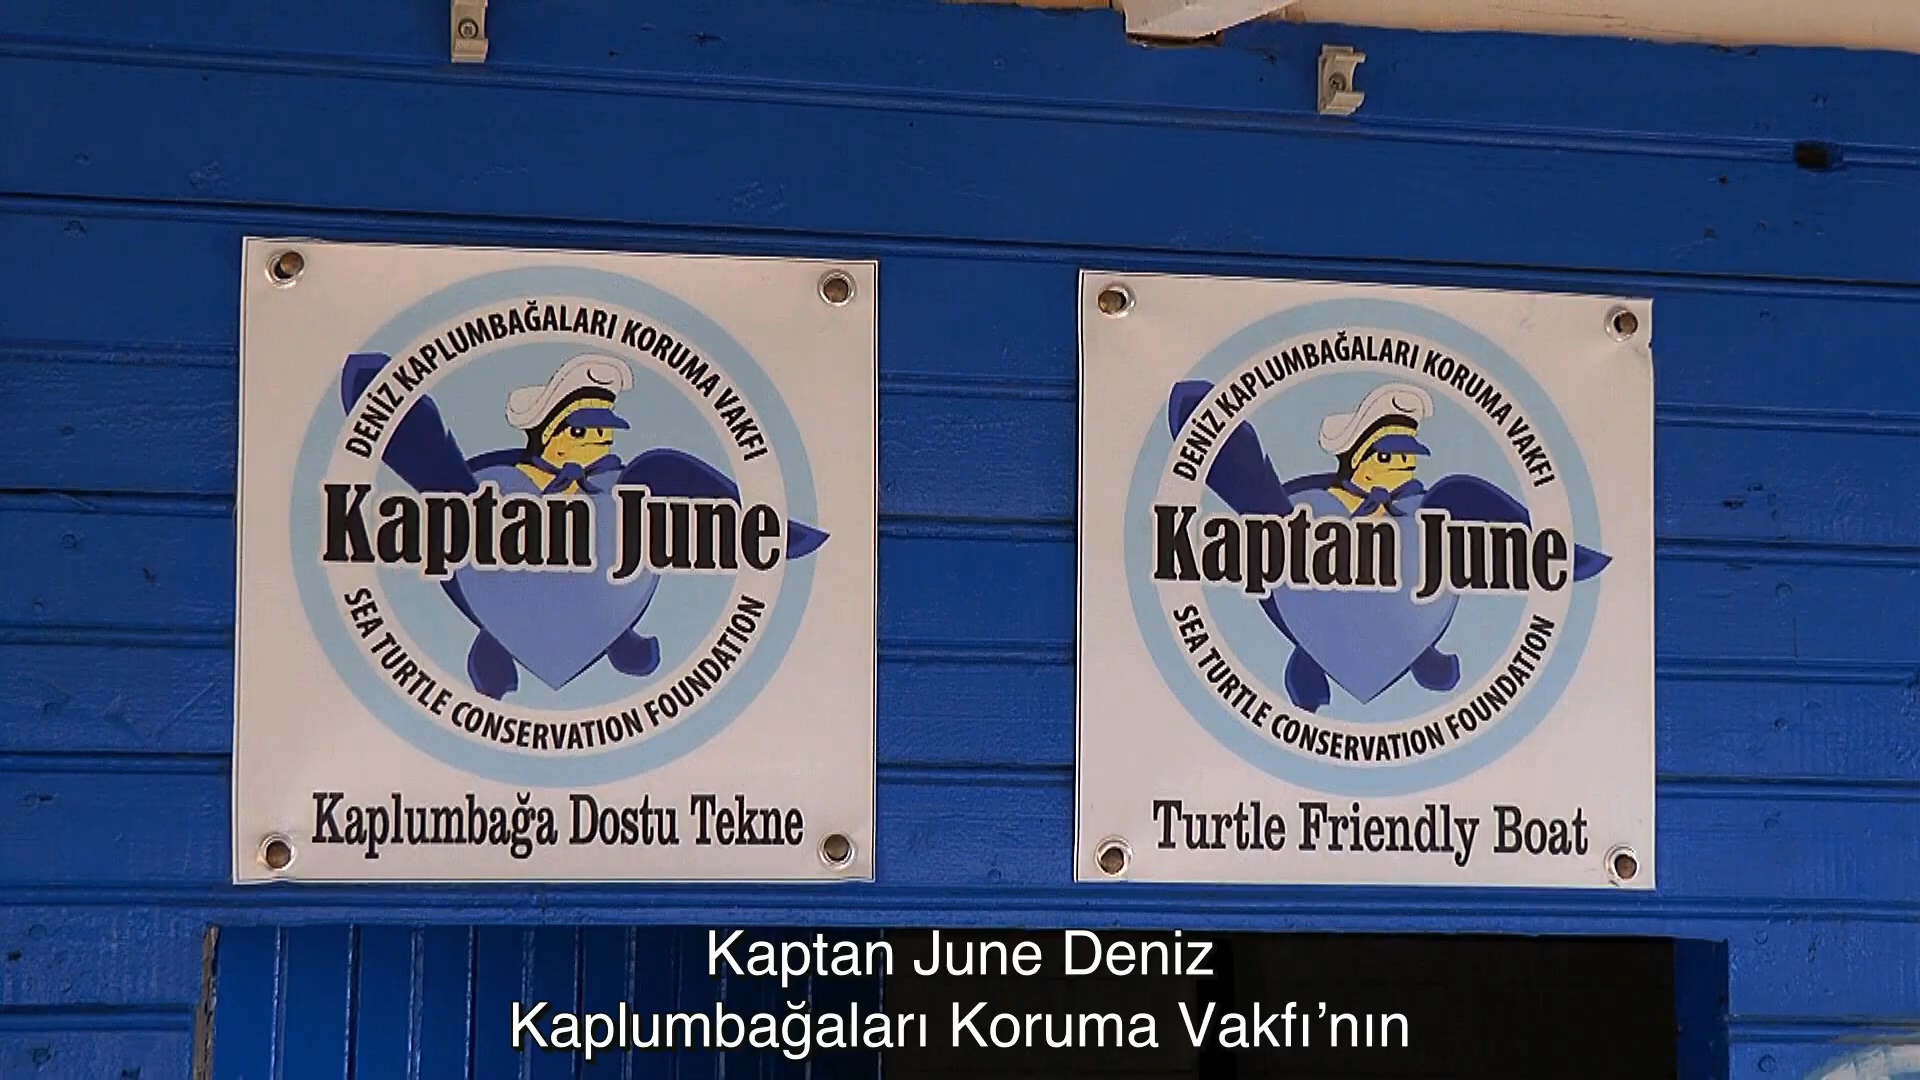 DENİZ KAPLUMBAĞALARI KORUMA VAKFI
Kaptan June
SEA TURTLE CONSERVATION FOUNDATION
Kaplumbağa Dostu Tekne
DENİZ KAPLUMBAĞALARI KORUMA VAKFI
Kaptan June
SEA TURTLE CONSERVATION FOUNDATION
Turtle Friendly Boat
Kaptan June Deniz
Kaplumbağaları Koruma Vakfı’nın